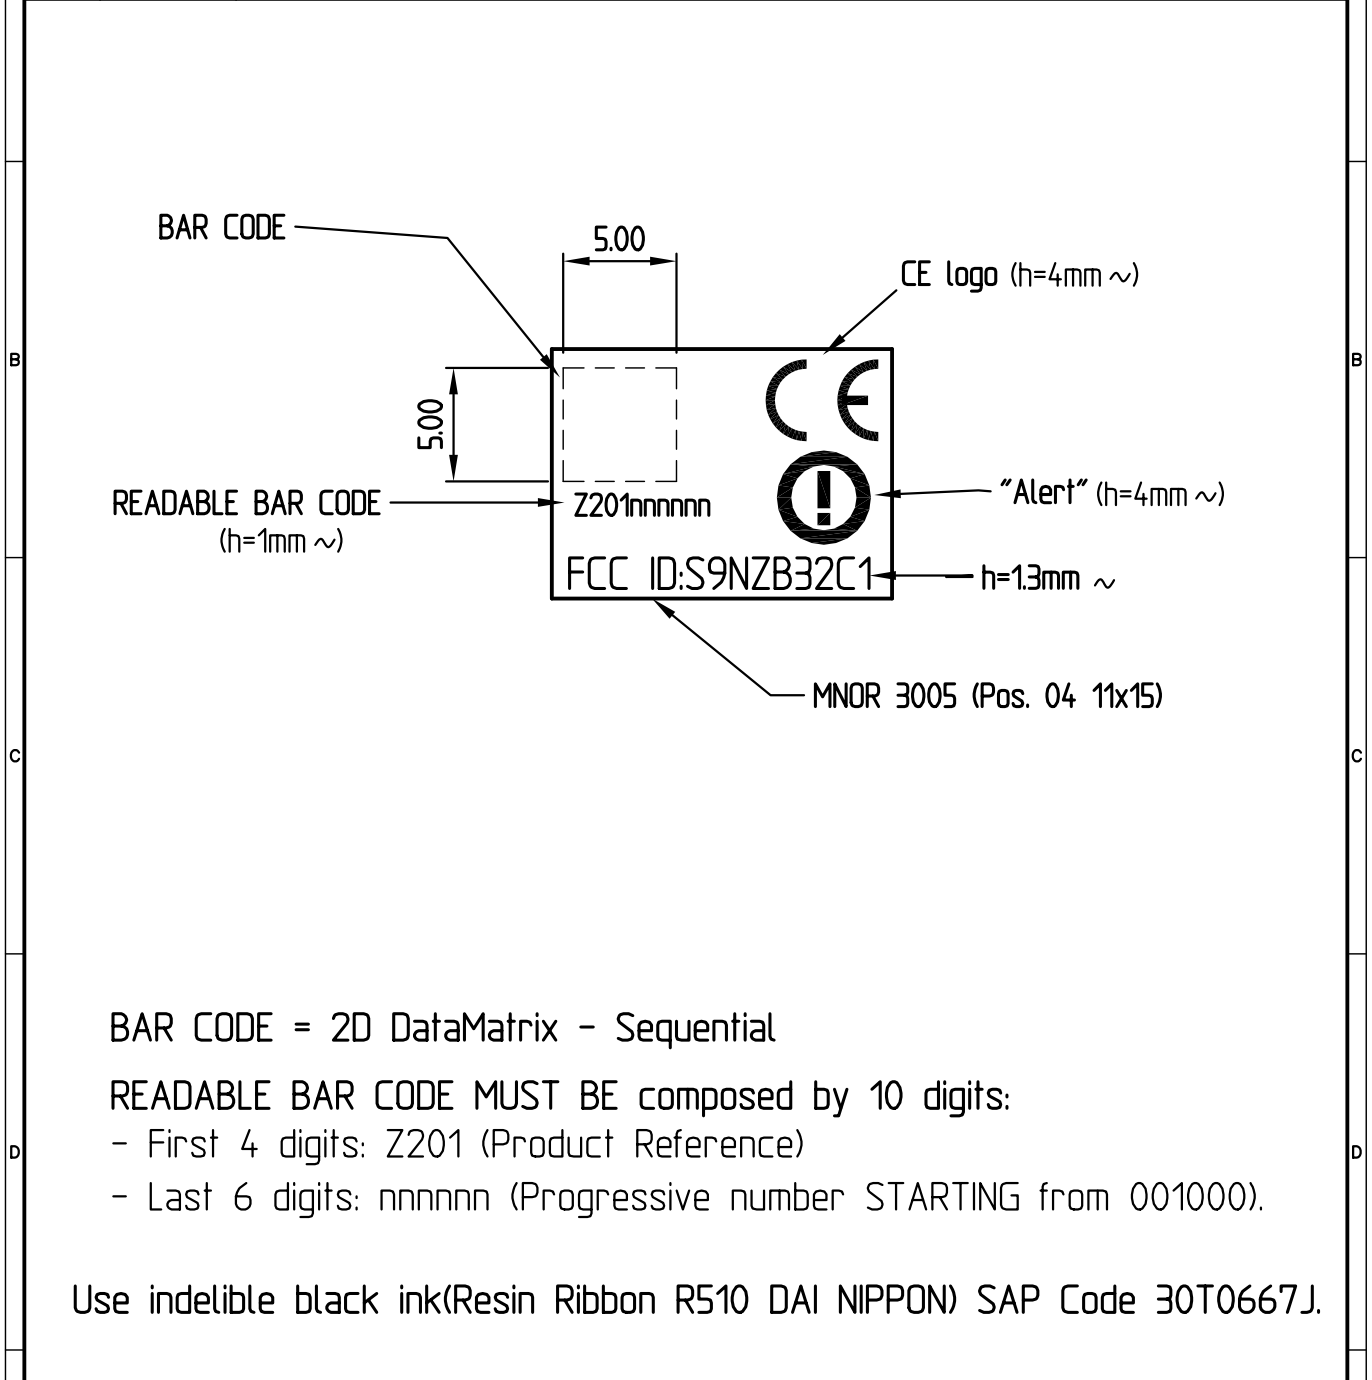 BAR CODE
5.00
CE logo (h=4mm ~)
B
B
5.00
READABLE BAR CODE
(h=1mm ~)
CE
Z201nnnnnn
!
"Alert" (h=4mm ~)
FCC ID:S9NZB32C1
h=1.3mm ~
MNOR 3005 (Pos. 04 11x15)
C
C
BAR CODE = 2D DataMatrix - Sequential
READABLE BAR CODE MUST BE composed by 10 digits:
- First 4 digits: Z201 (Product Reference)
D
D
- Last 6 digits: nnnnnn (Progressive number STARTING from 001000).
Use indelible black ink(Resin Ribbon R510 DAI NIPPON) SAP Code 30T0667J.